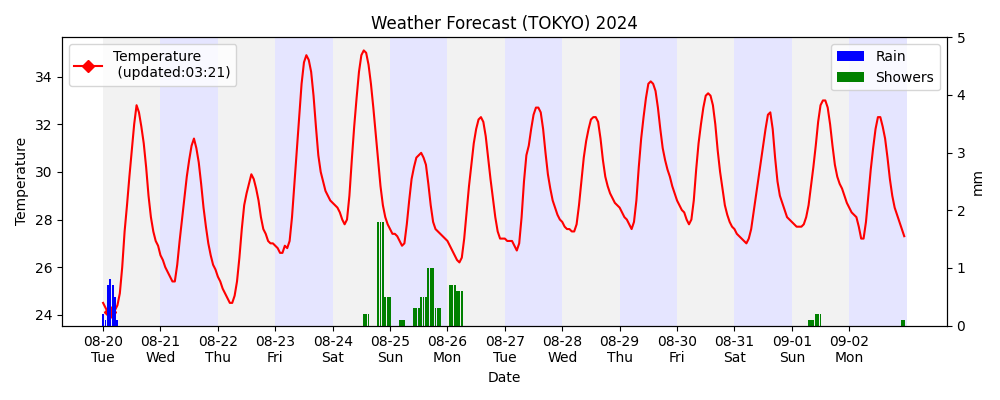 Weather Forecast (TOKYO) 2024
Temperature
(updated:03:21)
Rain
Showers
Temperature
34
32
30
28
26
24
5
4
3
2
1
0
mm
08-20 08-21 08-22 08-23 08-24 08-25 08-26 08-27 08-28 08-29 08-30 08-31 09-01 09-02
Tue Wed Thu Fri Sat Sun Mon Tue Wed Thu Fri Sat Sun Mon
Date